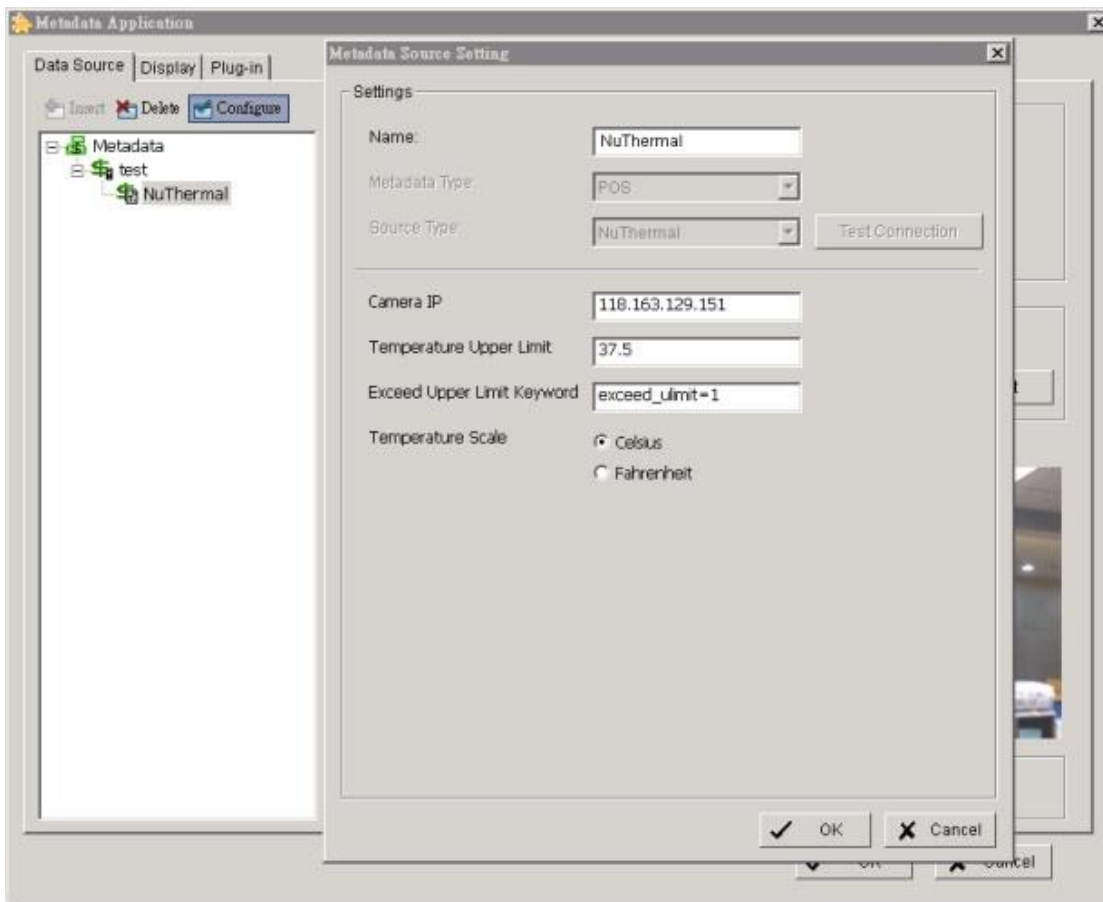 Metadata Application
Data Source Display Plug-in
Insert Delete Configure
Metadata
test
NuThermal
Metadata Source Setting
Settings
Name: NuThermal
Metadata Type: POS
Source Type: NuThermal Test Connection
Camera IP 118.163.129.151
Temperature Upper Limit 37.5
Exceed Upper Limit Keyword exceed_ulimit=1
Temperature Scale Celsius
Fahrenheit
OK Cancel
OK Cancel